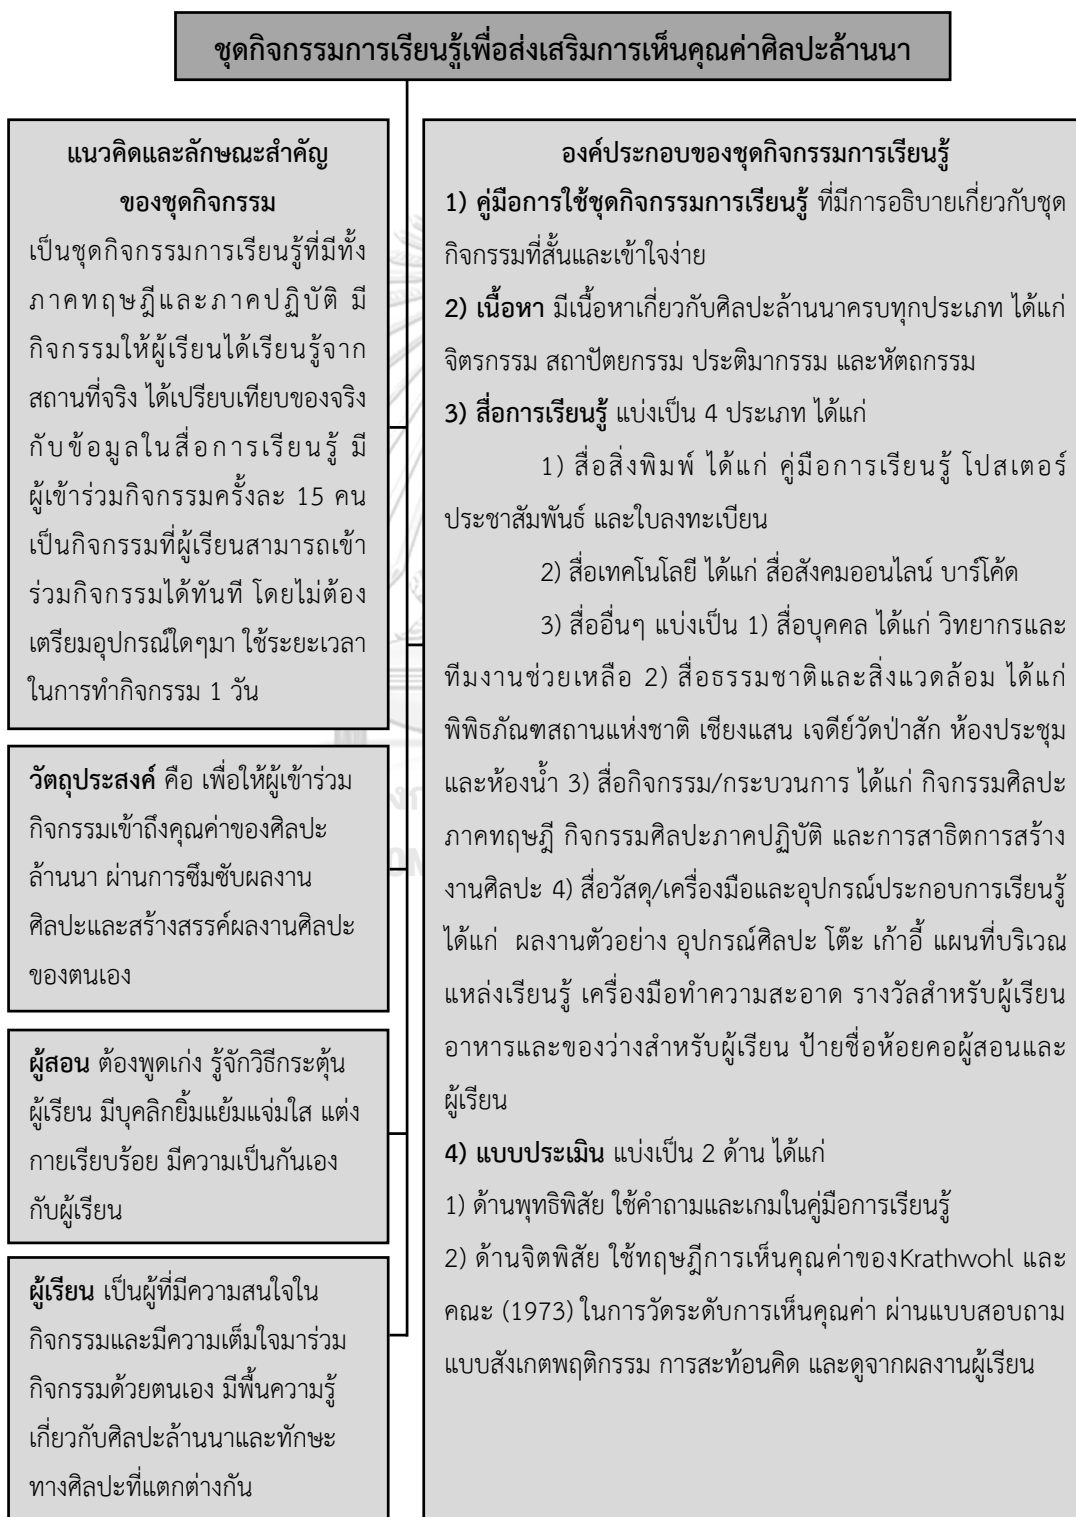 ชุดกิจกรรมการเรียนรู้เพื่อส่งเสริมการเห็นคุณค่าศิลปะล้านนา
แนวคิดและลักษณะสำคัญ
ของชุดกิจกรรม
เป็นชุดกิจกรรมการเรียนรู้ที่มีทั้ง
ภาคทฤษฎีและภาคปฏิบัติ มี
กิจกรรมให้ผู้เรียนได้เรียนรู้จาก
สถานที่จริง ได้เปรียบเทียบของจริง
กับข้อมูลในสื่อการเรียนรู้ มี
ผู้เข้าร่วมกิจกรรมครั้งละ 15 คน
เป็นกิจกรรมที่ผู้เรียนสามารถเข้า
ร่วมกิจกรรมได้ทันที โดยไม่ต้อง
เตรียมอุปกรณ์ใดๆมา ใช้ระยะเวลา
ในการทำกิจกรรม 1 วัน
วัตถุประสงค์ คือ เพื่อให้ผู้เข้าร่วม
กิจกรรมเข้าถึงคุณค่าของศิลปะ
ล้านนา ผ่านการซึมซับผลงาน
ศิลปะและสร้างสรรค์ผลงานศิลปะ
ของตนเอง
ผู้สอน ต้องพูดเก่ง รู้จักวิธีกระตุ้น
ผู้เรียน มีบุคลิกยิ้มแย้มแจ่มใส แต่ง
กายเรียบร้อย มีความเป็นกันเอง
กับผู้เรียน
ผู้เรียน เป็นผู้ที่มีความสนใจใน
กิจกรรมและมีความเต็มใจมาร่วม
กิจกรรมด้วยตนเอง มีพื้นความรู้
เกี่ยวกับศิลปะล้านนาและทักษะ
ทางศิลปะที่แตกต่างกัน
องค์ประกอบของชุดกิจกรรมการเรียนรู้
1) คู่มือการใช้ชุดกิจกรรมการเรียนรู้ ที่มีการอธิบายเกี่ยวกับชุด
กิจกรรมที่สั้นและเข้าใจง่าย
2) เนื้อหา มีเนื้อหาเกี่ยวกับศิลปะล้านนาครบทุกประเภท ได้แก่
จิตรกรรม สถาปัตยกรรม ประติมากรรม และหัตถกรรม
3) สื่อการเรียนรู้ แบ่งเป็น 4 ประเภท ได้แก่
1) สื่อสิ่งพิมพ์ ได้แก่ คู่มือการเรียนรู้ โปสเตอร์
ประชาสัมพันธ์ และใบลงทะเบียน
2) สื่อเทคโนโลยี ได้แก่ สื่อสังคมออนไลน์ บาร์โค้ด
3) สื่ออื่นๆ แบ่งเป็น 1) สื่อบุคคล ได้แก่ วิทยากรและ
ทีมงานช่วยเหลือ 2) สื่อธรรมชาติและสิ่งแวดล้อม ได้แก่
พิพิธภัณฑสถานแห่งชาติ เชียงแสน เจดีย์วัดป่าสัก ห้องประชุม
และห้องน้ำ 3) สื่อกิจกรรม/กระบวนการ ได้แก่ กิจกรรมศิลปะ
ภาคทฤษฎี กิจกรรมศิลปะภาคปฏิบัติ และการสาธิตการสร้าง
งานศิลปะ 4) สื่อวัสดุ/เครื่องมือและอุปกรณ์ประกอบการเรียนรู้
ได้แก่ ผลงานตัวอย่าง อุปกรณ์ศิลปะ โต๊ะ เก้าอี้ แผนที่บริเวณ
แหล่งเรียนรู้ เครื่องมือทำความสะอาด รางวัลสำหรับผู้เรียน
อาหารและของว่างสำหรับผู้เรียน ป้ายชื่อห้อยคอผู้สอนและ
ผู้เรียน
4) แบบประเมิน แบ่งเป็น 2 ด้าน ได้แก่
1) ด้านพุทธิพิสัย ใช้คำถามและเกมในคู่มือการเรียนรู้
2) ด้านจิตพิสัย ใช้ทฤษฎีการเห็นคุณค่าของKrathwohl และ
คณะ (1973) ในการวัดระดับการเห็นคุณค่า ผ่านแบบสอบถาม
แบบสังเกตพฤติกรรม การสะท้อนคิด และดูจากผลงานผู้เรียน